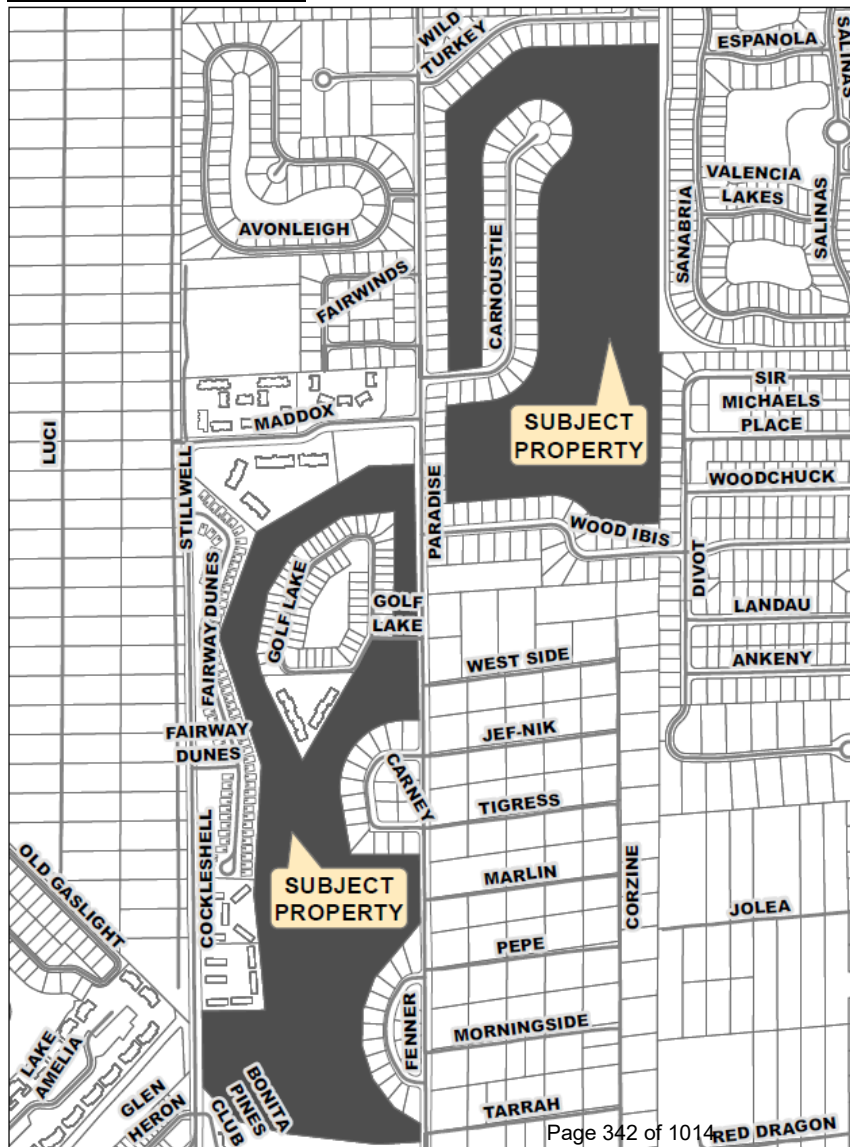 WILD
TURKEY
ESPANOLA
SALINAS
VALENCIA
LAKES
SALINAS
SANABRIA
AVONLEIGH
CARNOUSTIE
FAIRWINDS
SIR
MICHAELS
PLACE
MADDOX
SUBJECT
PROPERTY
LUCI
WOODCHUCK
STILLWELL
PARADISE
WOOD IBIS
DIVOT
FAIRWAY DUNES
GOLF LAKE
GOLF
LAKE
LANDAU
WEST SIDE
ANKENY
FAIRWAY
DUNES
JEF-NIK
CARNEY
TIGRESS
COCKLESHELL
OLD GASLIGHT
SUBJECT
PROPERTY
MARLIN
CORZINE
JOLEA
PEPE
FENNER
MORNINGSIDE
LAKE
AMELIA
GLEN
HERON
BONITA
PINES
CLUB
TARRAH
Page 342 of 1014
RED DRAGON